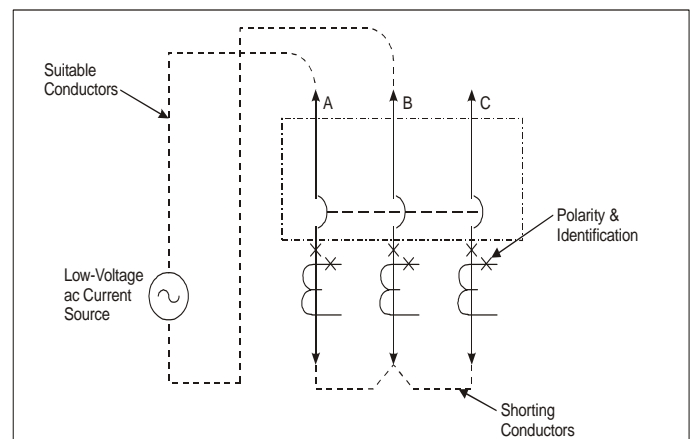 Suitable
Conductors
A
B
C
Polarity &
Identification
Low-Voltage
ac Current
Source
Shorting
Conductors